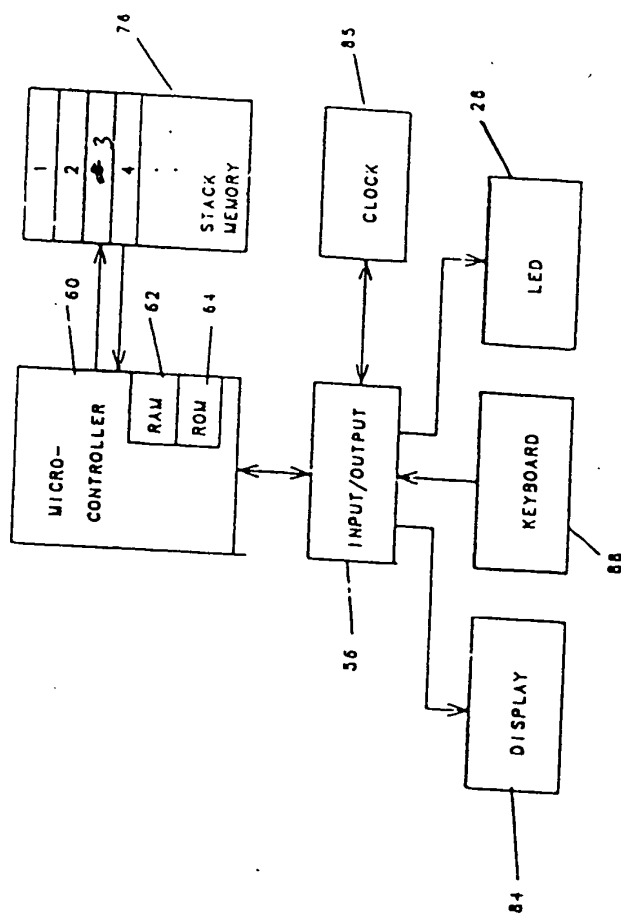 MICRO-
CONTROLLER
60
RAM
62
ROM
64
1
2
3
4
STACK
MEMORY
76
56
INPUT/OUTPUT
CLOCK
85
84
DISPLAY
KEYBOARD
88
LED
28